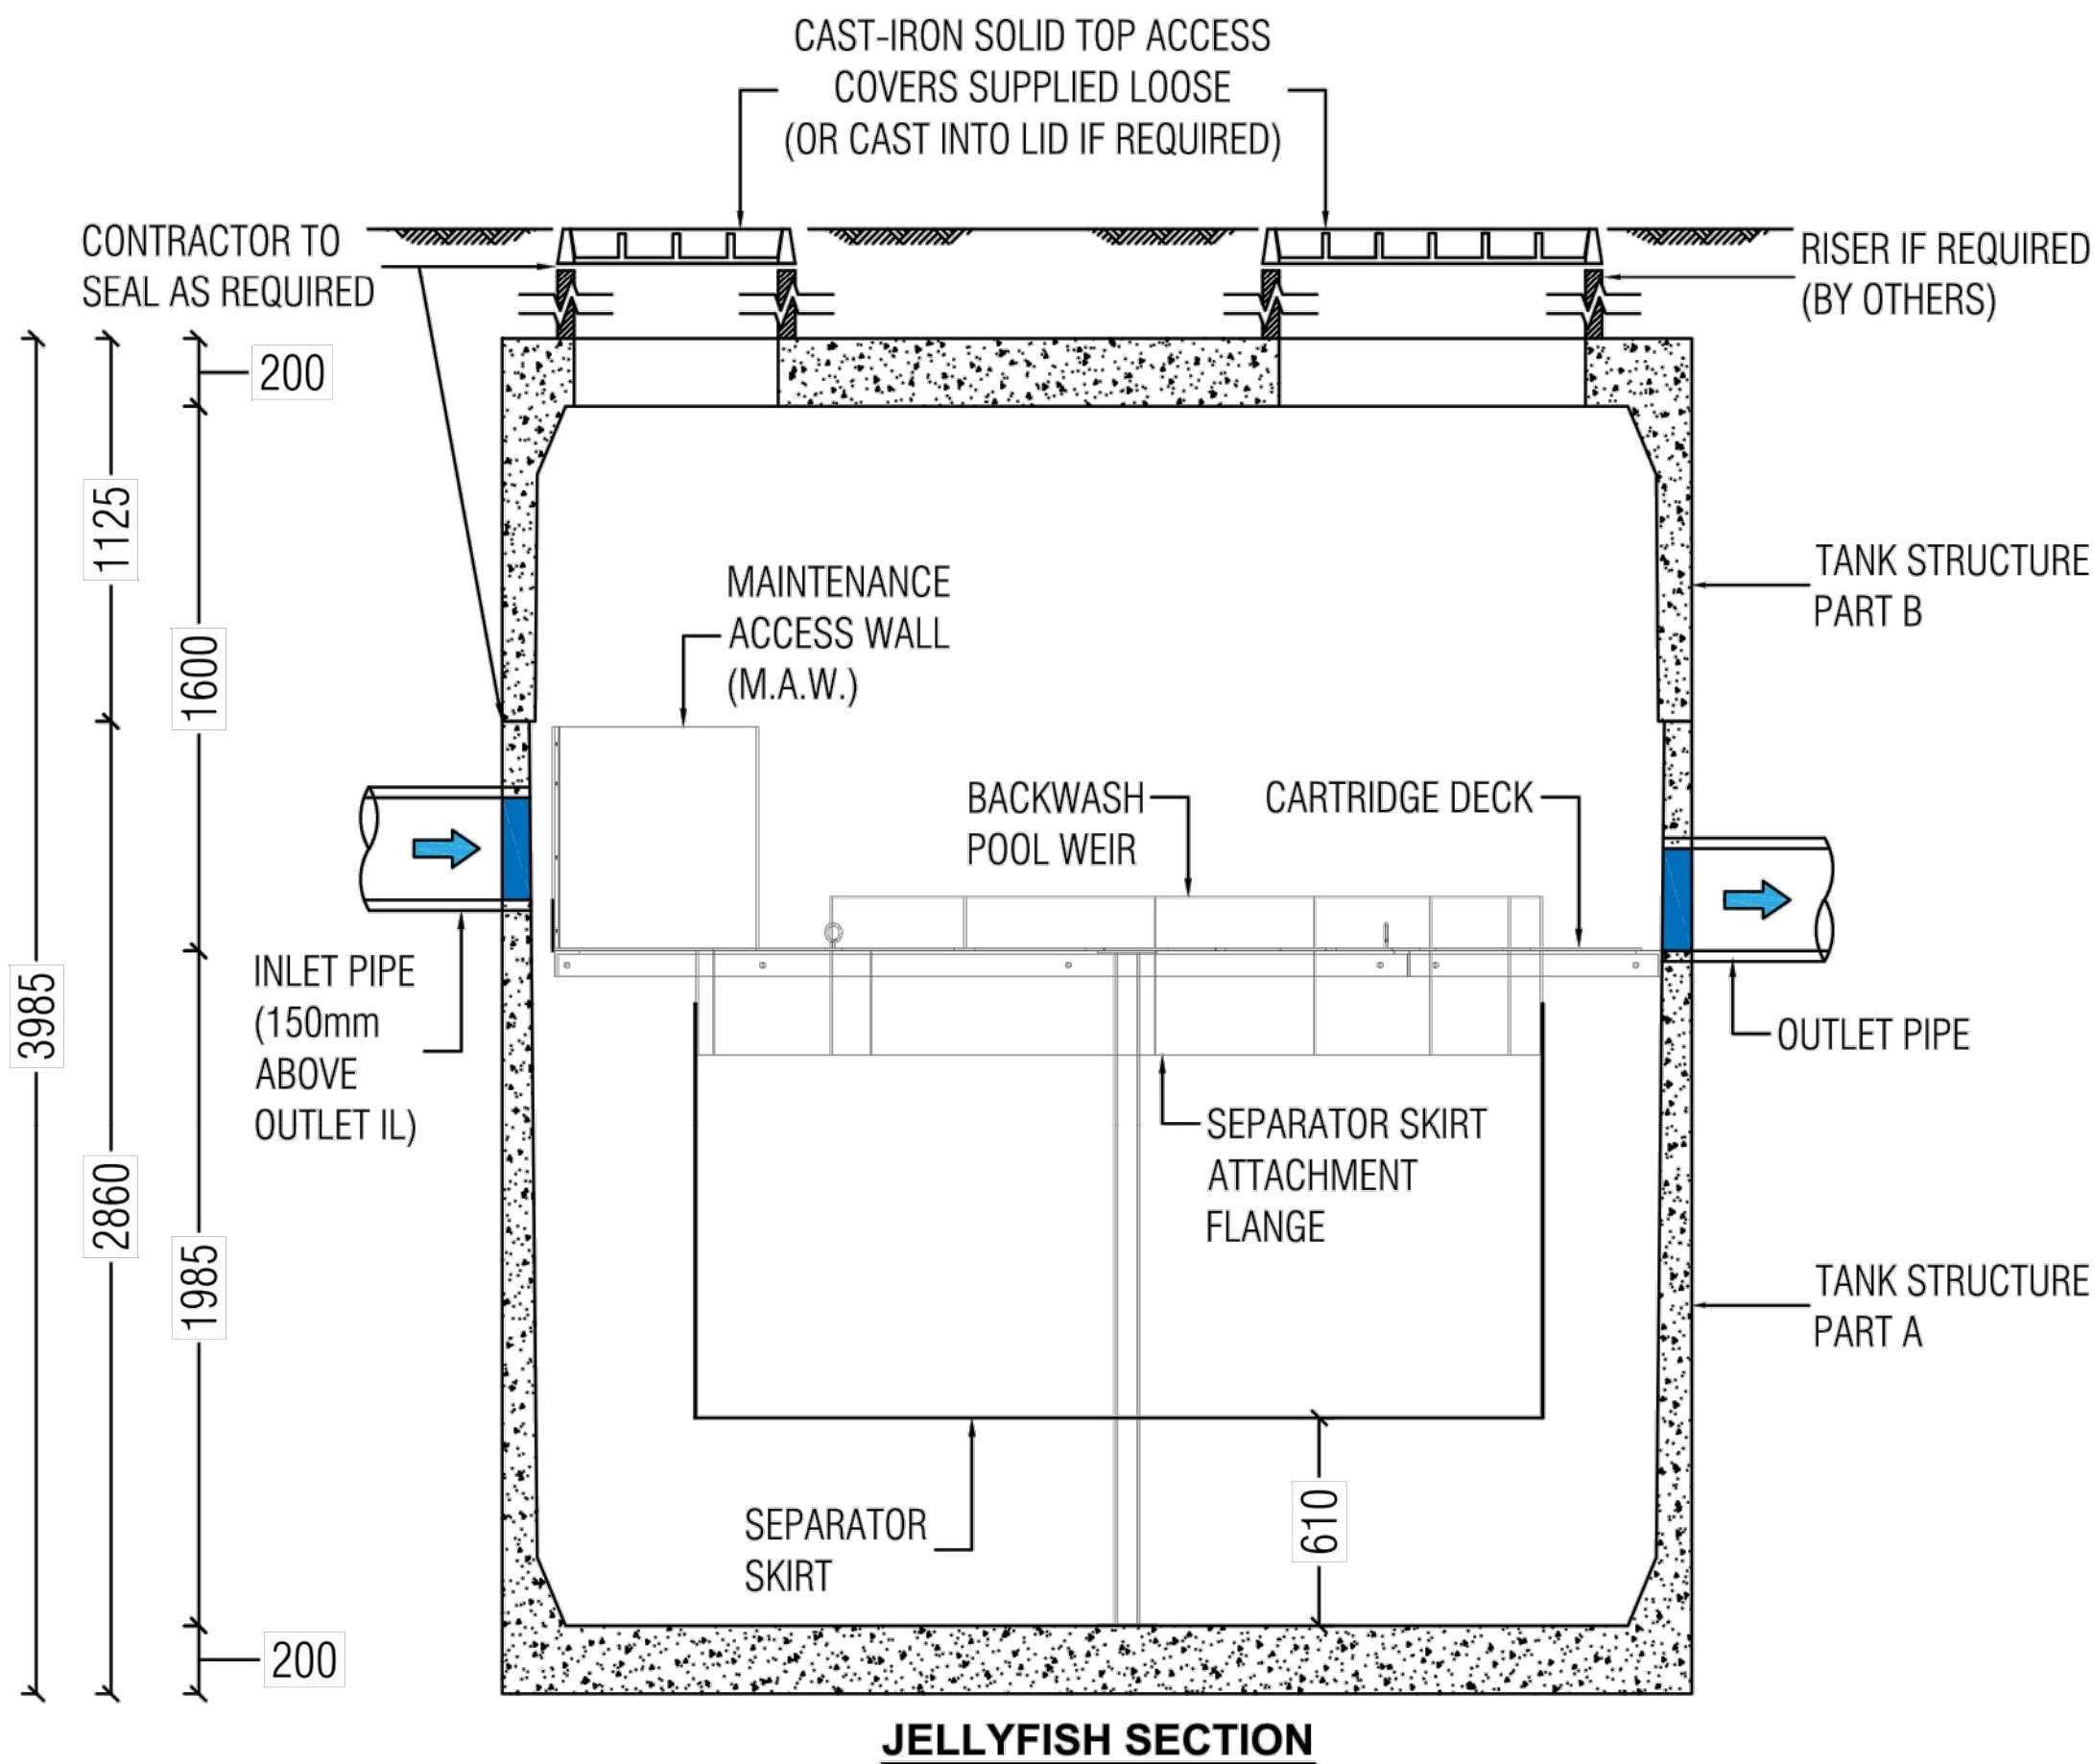 CAST-IRON SOLID TOP ACCESS
COVERS SUPPLIED LOOSE
(OR CAST INTO LID IF REQUIRED)
CONTRACTOR TO
SEAL AS REQUIRED
RISER IF REQUIRED
(BY OTHERS)
200
1125
1600
TANK STRUCTURE
PART B
MAINTENANCE
ACCESS WALL
(M.A.W.)
BACKWASH
POOL WEIR
CARTRIDGE DECK
INLET PIPE
(150mm
ABOVE
OUTLET IL)
3985
OUTLET PIPE
SEPARATOR SKIRT
ATTACHMENT
FLANGE
2860
1985
TANK STRUCTURE
PART A
SEPARATOR
SKIRT
610
200
JELLYFISH SECTION